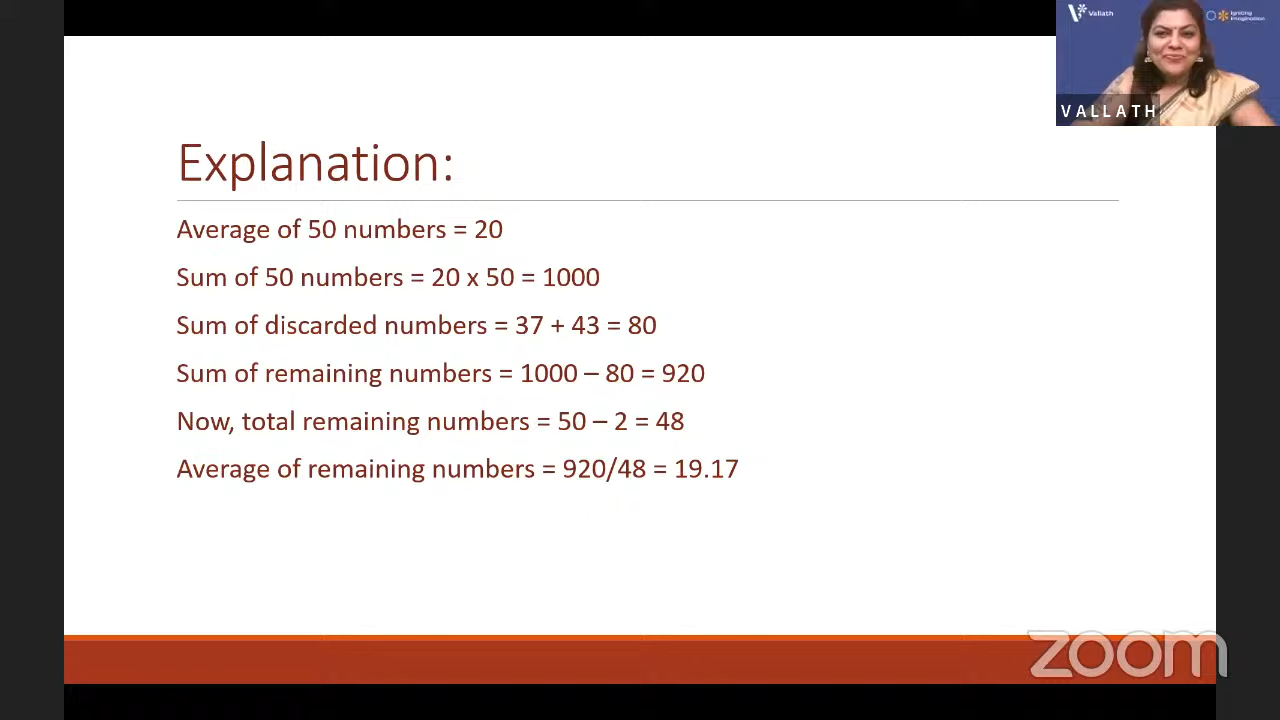 Vallath
Igniting
Imagination
VALLATH
Explanation:
Average of 50 numbers = 20
Sum of 50 numbers = 20 x 50 = 1000
Sum of discarded numbers = 37 + 43 = 80
Sum of remaining numbers = 1000 – 80 = 920
Now, total remaining numbers = 50 – 2 = 48
Average of remaining numbers = 920/48 = 19.17
zoom